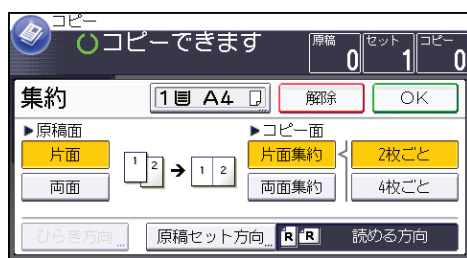 コピー
コピーできます
原稿 0 セット 1 コピー 0
集約 1 A4 解除 OK
▶原稿面 ▶コピー面
片面 1 2 → 1 2 片面集約 2枚ごと
両面 両面集約 4枚ごと
ひらき方向 原稿セット方向 R R 読める方向